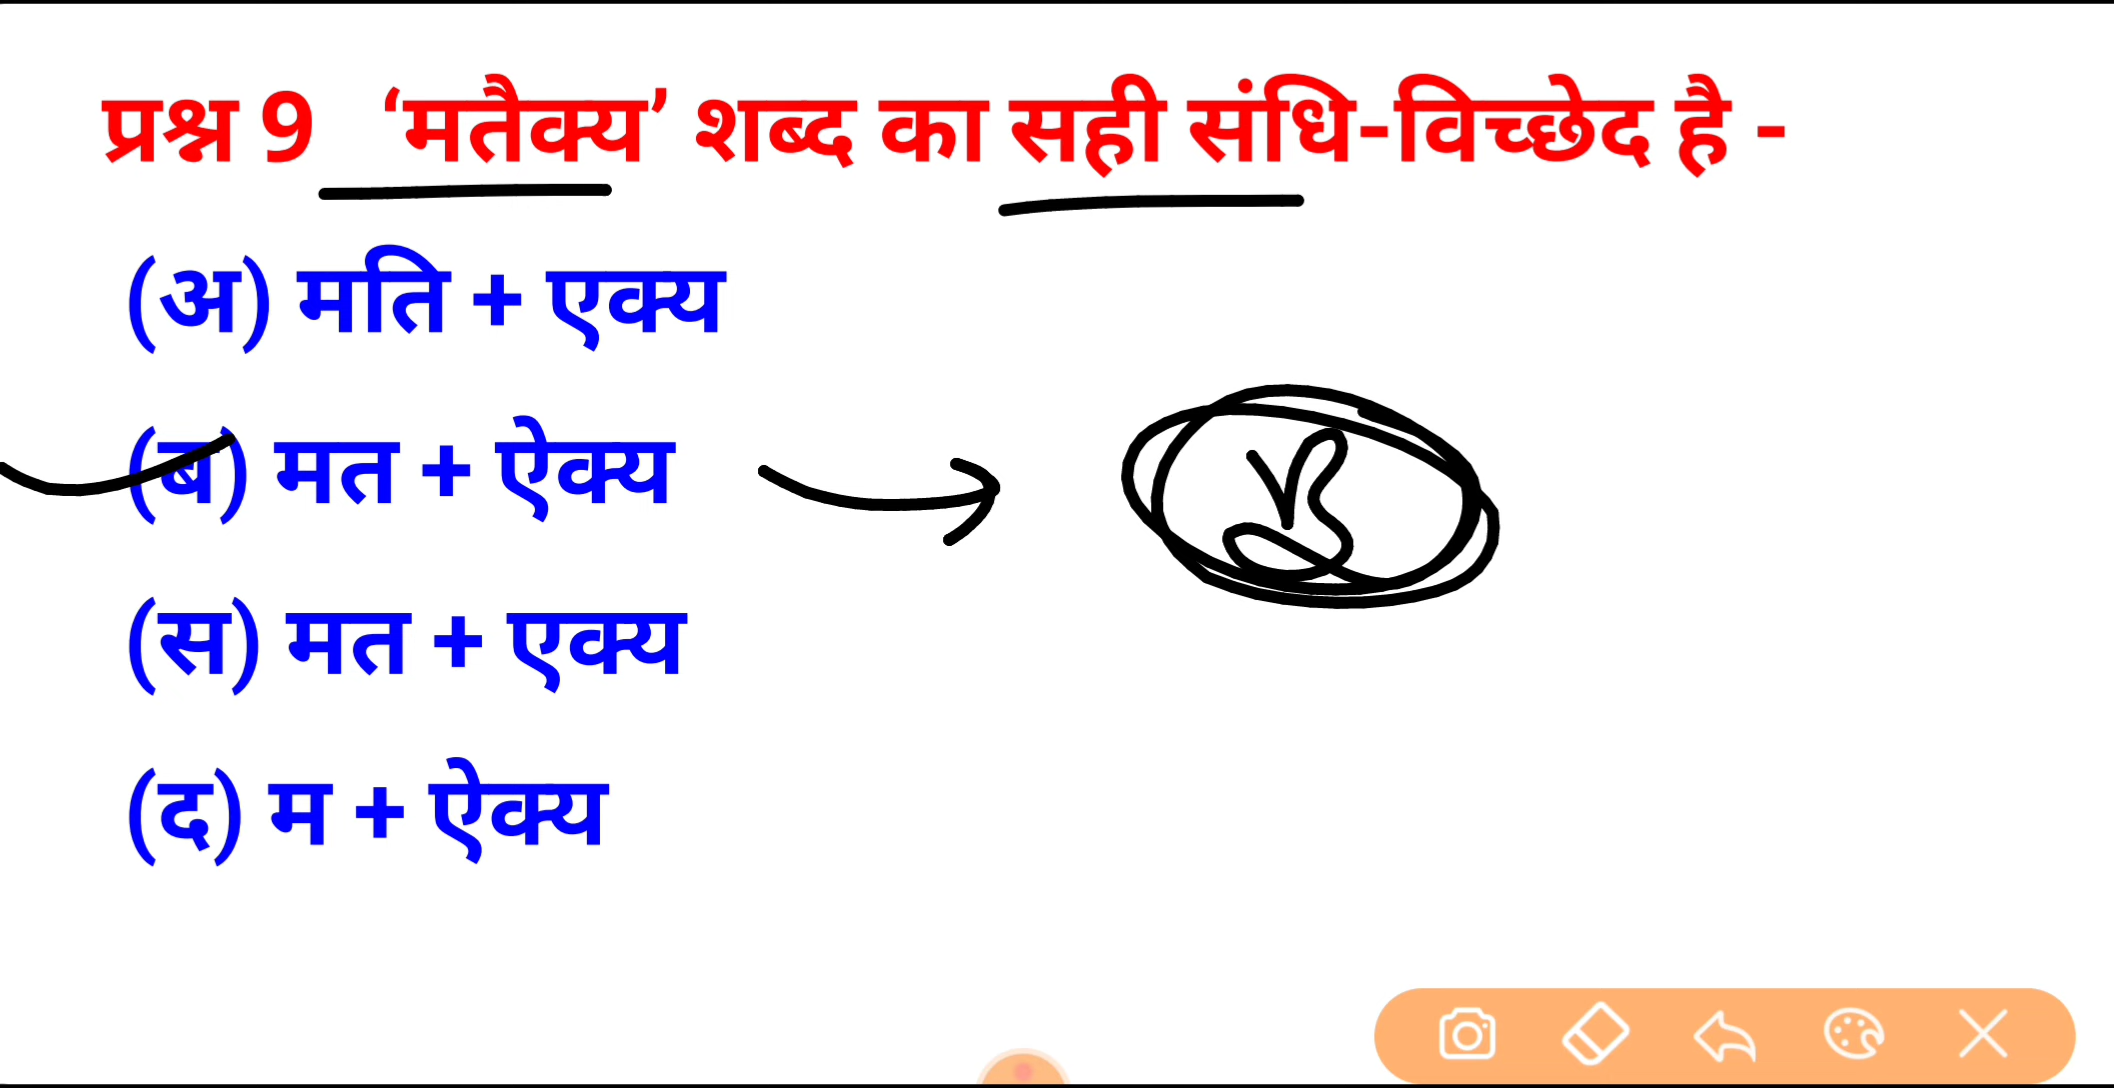 प्रश्न 9 ‘मतैक्य’ शब्द का सही संधि-विच्छेद है -
(अ) मति + एक्य
(ब) मत + ऐक्य
(स) मत + एक्य
(द) म + ऐक्य